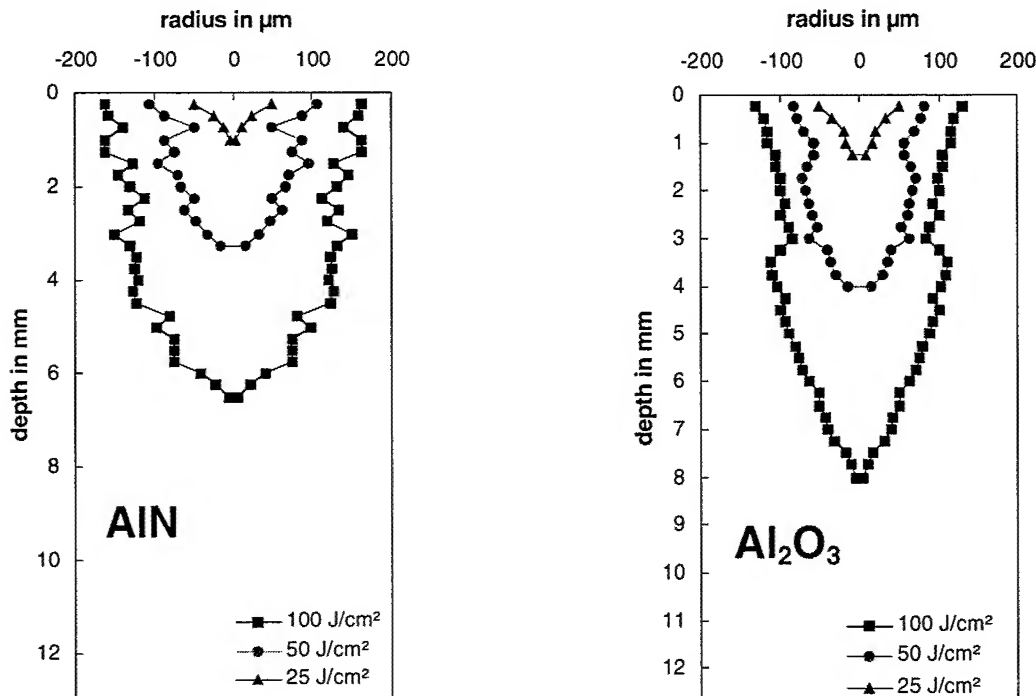 radius in µm
-200 -100 0 100 200
0
2
4
6
8
10
12
depth in mm
AlN
100 J/cm²
50 J/cm²
25 J/cm²
radius in µm
-200 -100 0 100 200
0
1
2
3
4
5
6
7
8
9
10
11
12
depth in mm
Al₂O₃
100 J/cm²
50 J/cm²
25 J/cm²